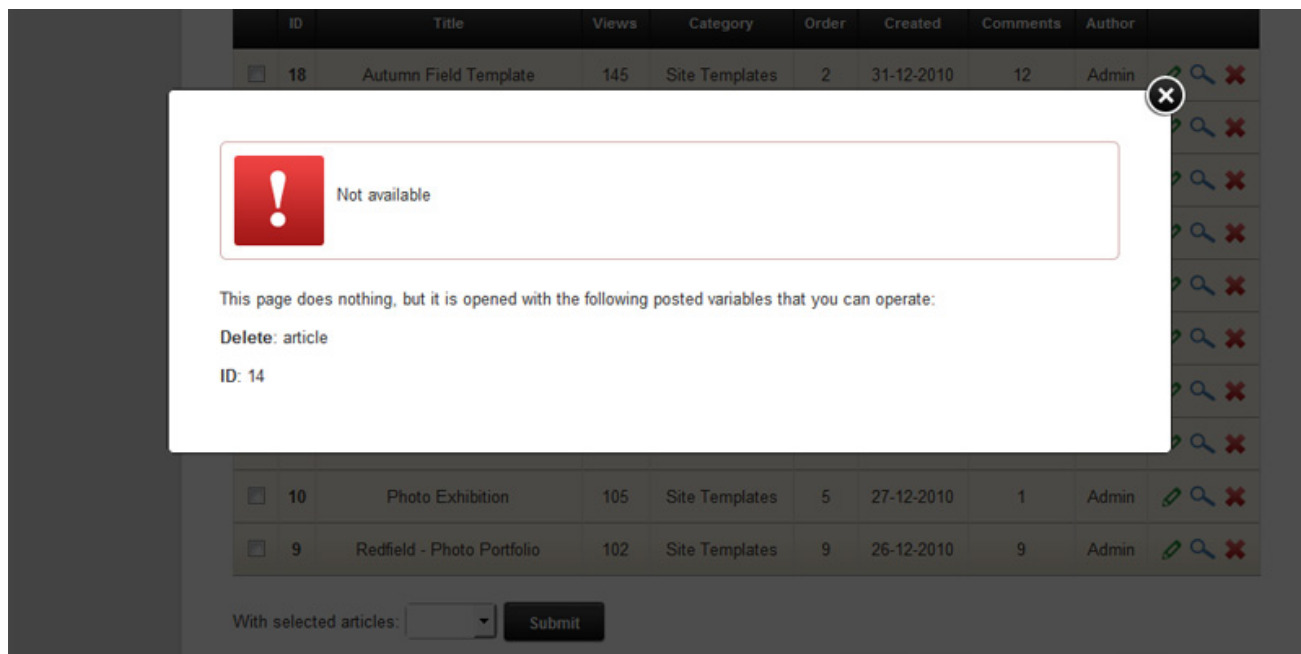 ID Title Views Category Order Created Comments Author
18 Autumn Field Template 145 Site Templates 2 31-12-2010 12 Admin
!
Not available
This page does nothing, but it is opened with the following posted variables that you can operate:
Delete: article
ID: 14
10 Photo Exhibition 105 Site Templates 5 27-12-2010 1 Admin
9 Redfield - Photo Portfolio 102 Site Templates 9 26-12-2010 9 Admin
With selected articles: Submit